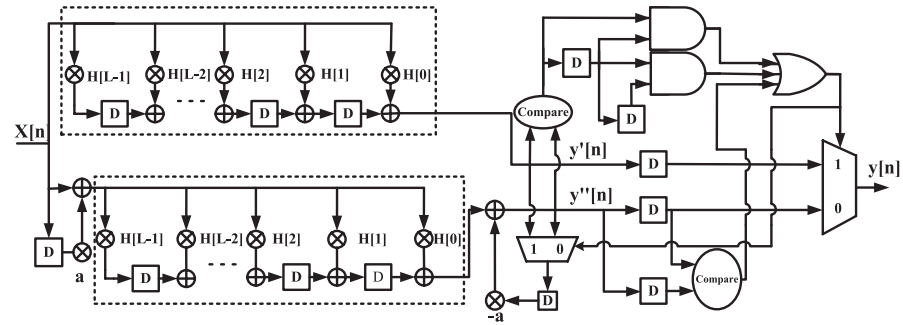 H[L-1] H[L-2] H[2] H[1] H[0]
D D D
X[n]
D
D
Compare
y'[n] D 1 y[n]
y''[n] D 0
D a
H[L-1] H[L-2] H[2] H[1] H[0]
D D D
1 0
D
-a
D Compare